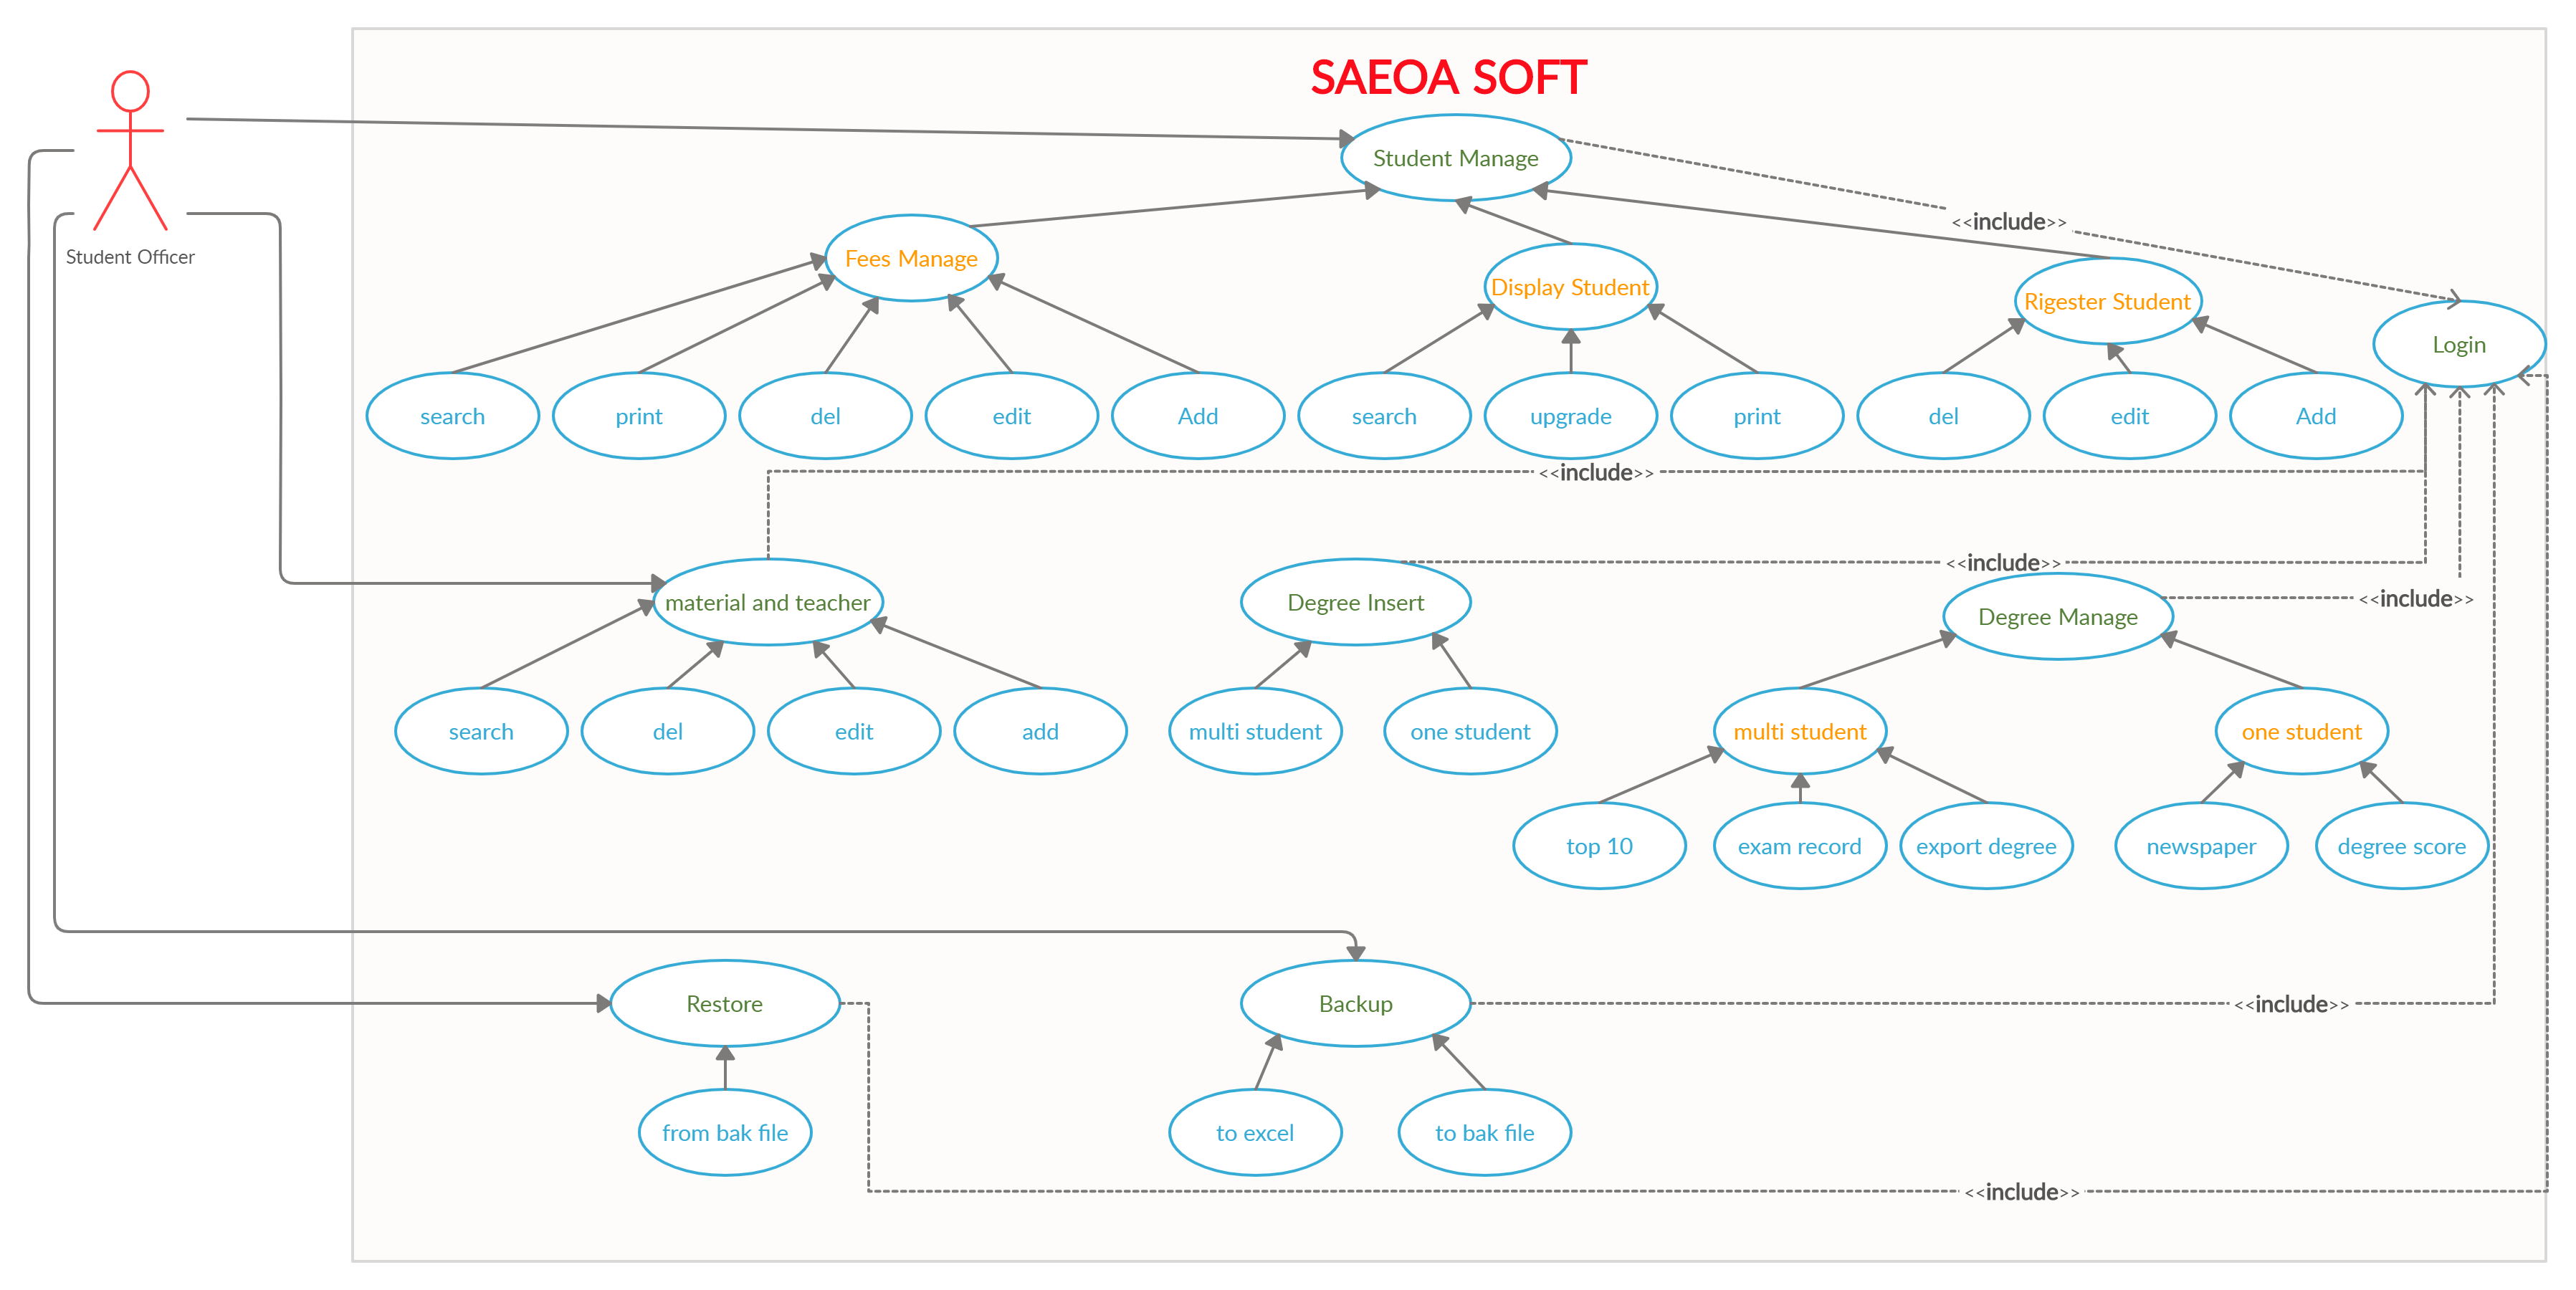 SAEOA SOFT
Student Manage
<<include>>
Student Officer
Fees Manage
Display Student
Rigester Student
Login
search
print
del
edit
Add
search
upgrade
print
del
edit
Add
<<include>>
<<include>>
<<include>>
material and teacher
Degree Insert
Degree Manage
search
del
edit
add
multi student
one student
multi student
one student
top 10
exam record
export degree
newspaper
degree score
Restore
Backup
<<include>>
from bak file
to excel
to bak file
<<include>>